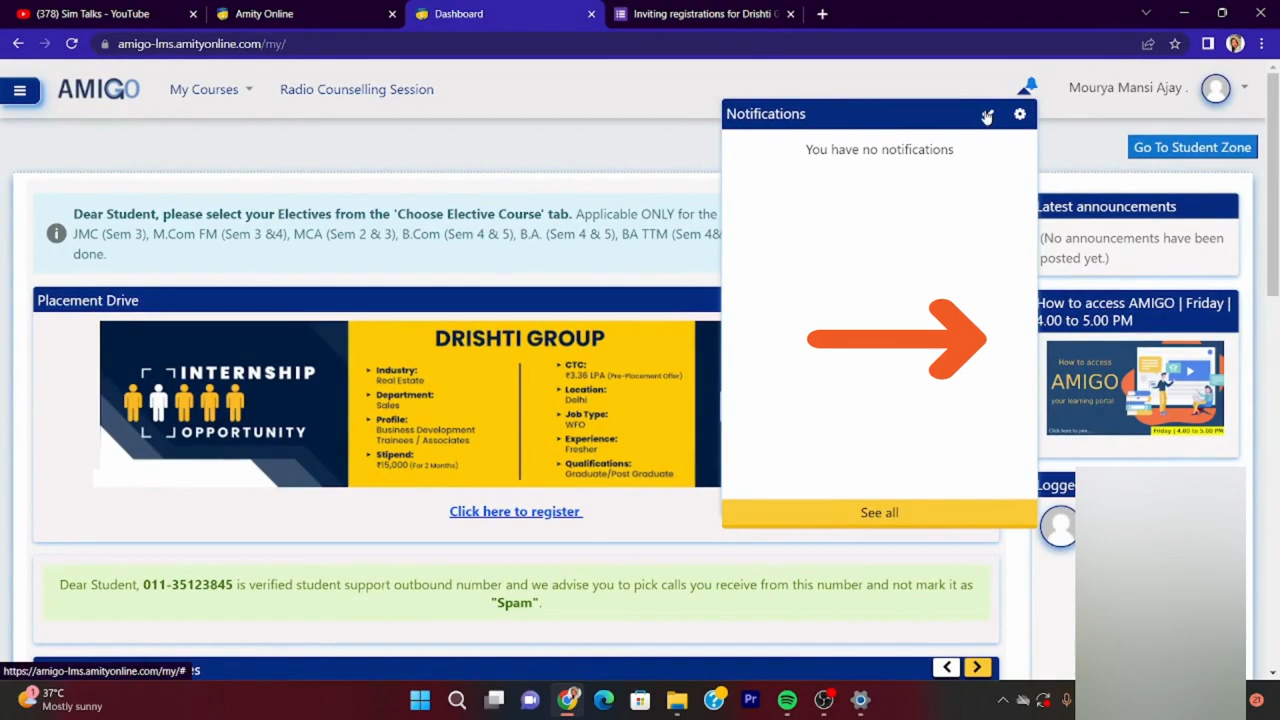 (378) Sim Talks - YouTube
Amity Online
Dashboard
Inviting registrations for Drishti G
amigo-lms.amityonline.com/my/
AMIGO
My Courses
Radio Counselling Session
Mourya Mansi Ajay .
Notifications
You have no notifications
See all
Go To Student Zone
Dear Student, please select your Electives from the 'Choose Elective Course' tab. Applicable ONLY for the
JMC (Sem 3), M.Com FM (Sem 3 &4), MCA (Sem 2 & 3), B.Com (Sem 4 & 5), B.A. (Sem 4 & 5), BA TTM (Sem 4&
done.
Placement Drive
INTERNSHIP
OPPORTUNITY
DRISHTI GROUP
Industry:
Real Estate
Department:
Sales
Profile:
Business Development
Trainees / Associates
Stipend:
₹15,000 (For 2 Months)
CTC:
₹3.36 LPA (Pre-Placement Offer)
Location:
Delhi
Job Type:
WFO
Experience:
Fresher
Qualifications:
Graduate/Post Graduate
Click here to register
Dear Student, 011-35123845 is verified student support outbound number and we advise you to pick calls you receive from this number and not mark it as
"Spam".
Latest announcements
(No announcements have been
posted yet.)
How to access AMIGO | Friday |
4.00 to 5.00 PM
How to access
AMIGO
your learning portal
Friday | 4.00 to 5.00 PM
Logge
https://amigo-lms.amityonline.com/my/#
es
1
37°C
Mostly sunny
Pr
21